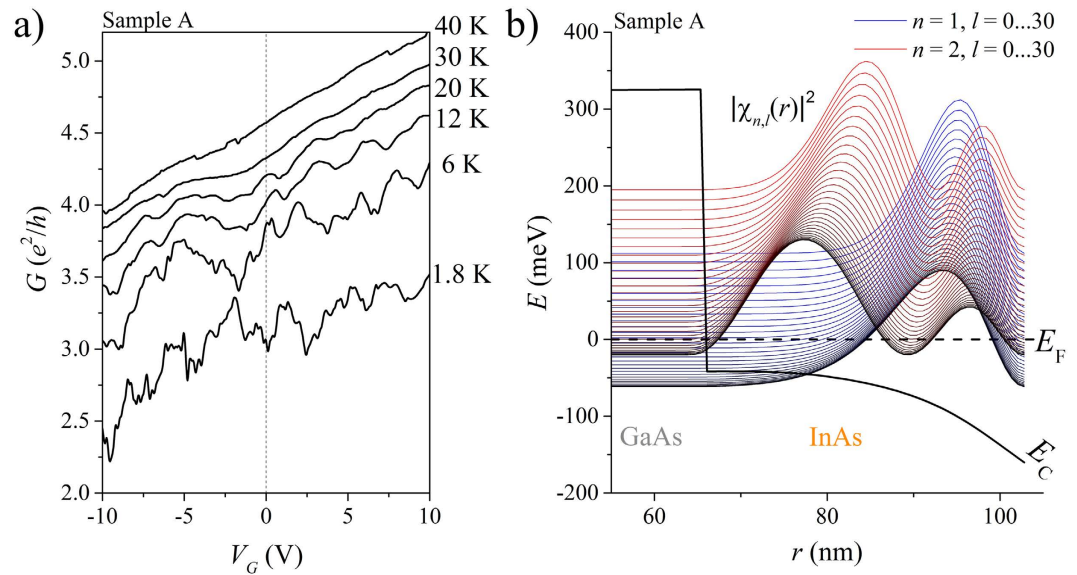 a)
Sample A
40 K
30 K
20 K
12 K
6 K
1.8 K
5.0
4.5
4.0
3.5
3.0
2.5
2.0
G (e²/h)
-10 -5 0 5 10
V_G (V)
b)
Sample A
n = 1, l = 0...30
n = 2, l = 0...30
|χ_{n,l}(r)|²
400
300
200
100
0
-100
-200
E (meV)
E_F
GaAs
InAs
E_C
60 80 100
r (nm)